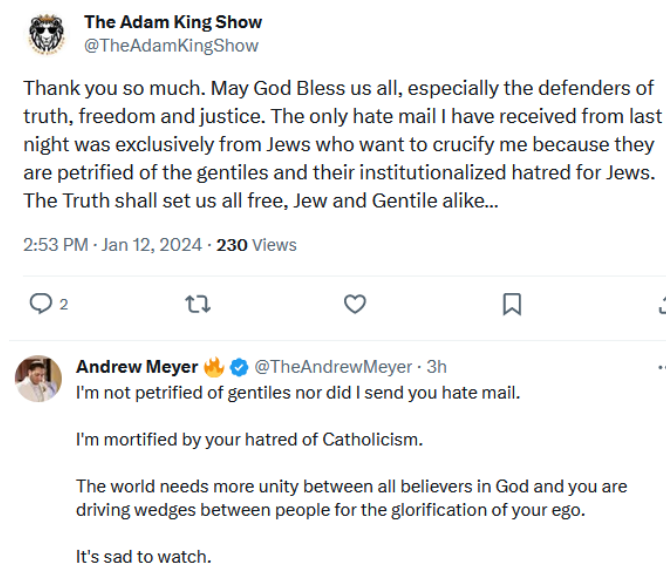 The Adam King Show
@TheAdamKingShow
Thank you so much. May God Bless us all, especially the defenders of
truth, freedom and justice. The only hate mail I have received from last
night was exclusively from Jews who want to crucify me because they
are petrified of the gentiles and their institutionalized hatred for Jews.
The Truth shall set us all free, Jew and Gentile alike...
2:53 PM · Jan 12, 2024 · 230 Views
2
Andrew Meyer 🔥 @TheAndrewMeyer · 3h
I'm not petrified of gentiles nor did I send you hate mail.
I'm mortified by your hatred of Catholicism.
The world needs more unity between all believers in God and you are
driving wedges between people for the glorification of your ego.
It's sad to watch.